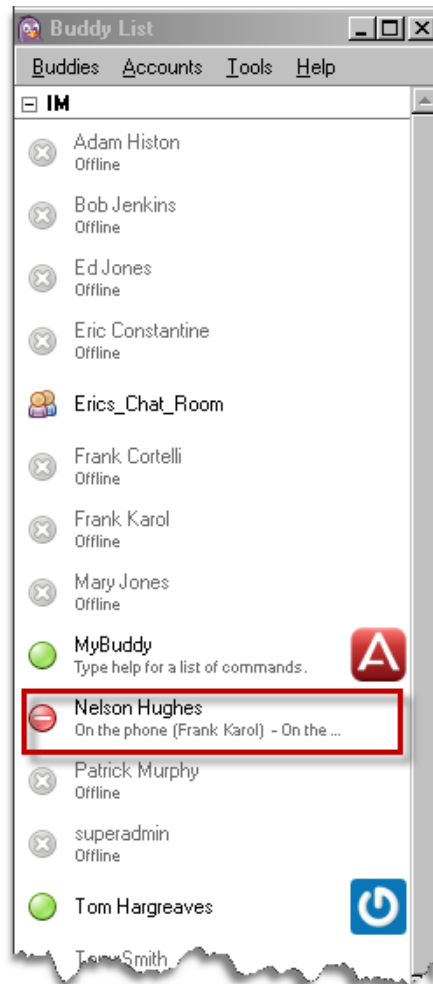 Buddy List
Buddies Accounts Tools Help
IM
Adam Histon
Offline
Bob Jenkins
Offline
Ed Jones
Offline
Eric Constantine
Offline
Erics_Chat_Room
Frank Cortelli
Offline
Frank Karol
Offline
Mary Jones
Offline
MyBuddy
Type help for a list of commands.
A
Nelson Hughes
On the phone (Frank Karol) - On the ...
Patrick Murphy
Offline
superadmin
Offline
Tom Hargreaves
Smith